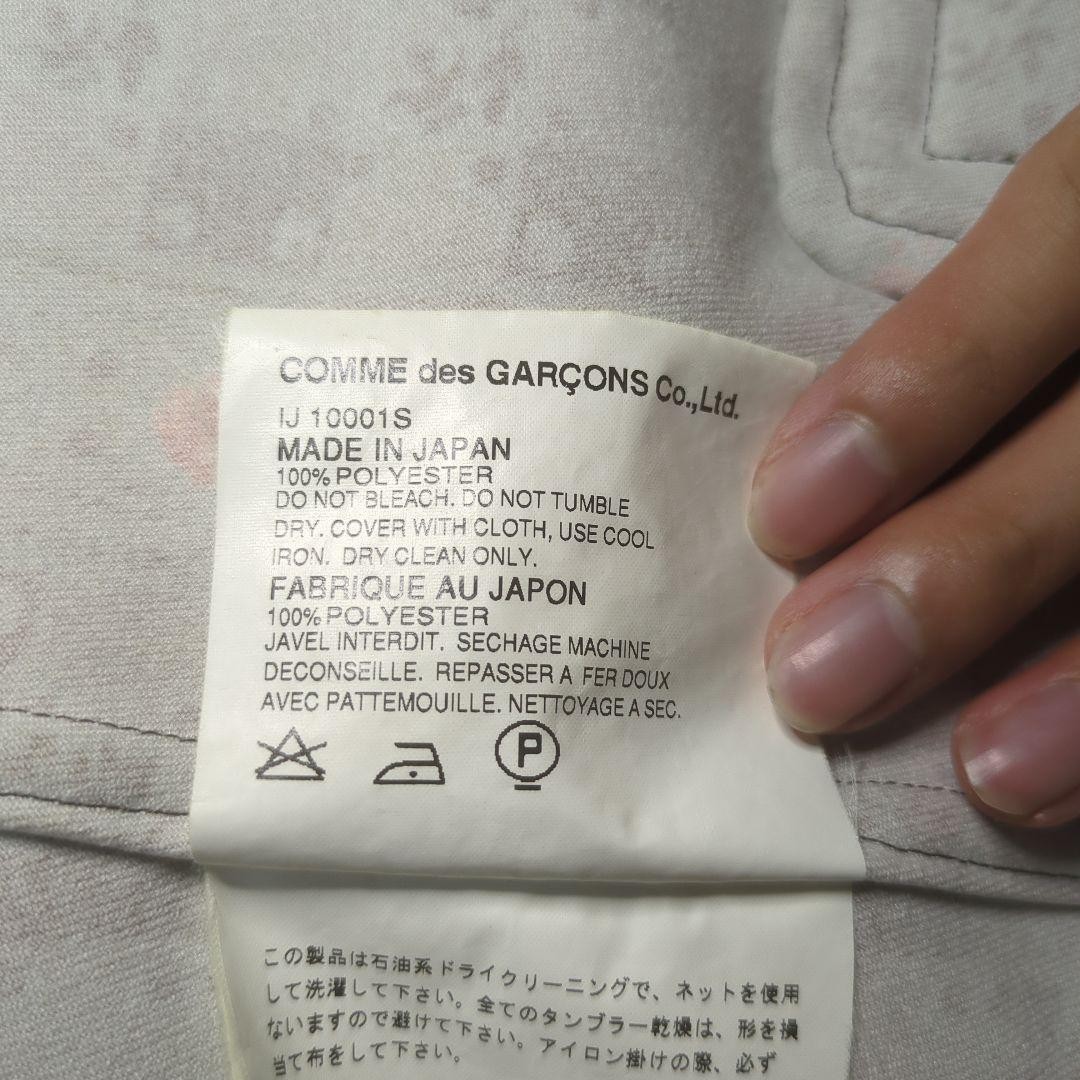 COMME des GARÇONS Co.,Ltd.
IJ 10001S
MADE IN JAPAN
100% POLYESTER
DO NOT BLEACH. DO NOT TUMBLE
DRY. COVER WITH CLOTH, USE COOL
IRON. DRY CLEAN ONLY.
FABRIQUE AU JAPON
100% POLYESTER
JAVEL INTERDIT. SECHAGE MACHINE
DECONSEILLE. REPASSER A FER DOUX
AVEC PATTEMOUILLE. NETTOYAGE A SEC.
P
この製品は石油系ドライクリーニングで、ネットを使用
して洗濯して下さい。全てのタンブラー乾燥は、形を損
ないますので避けて下さい。アイロン掛けの際、必ず
当て布をして下さい。